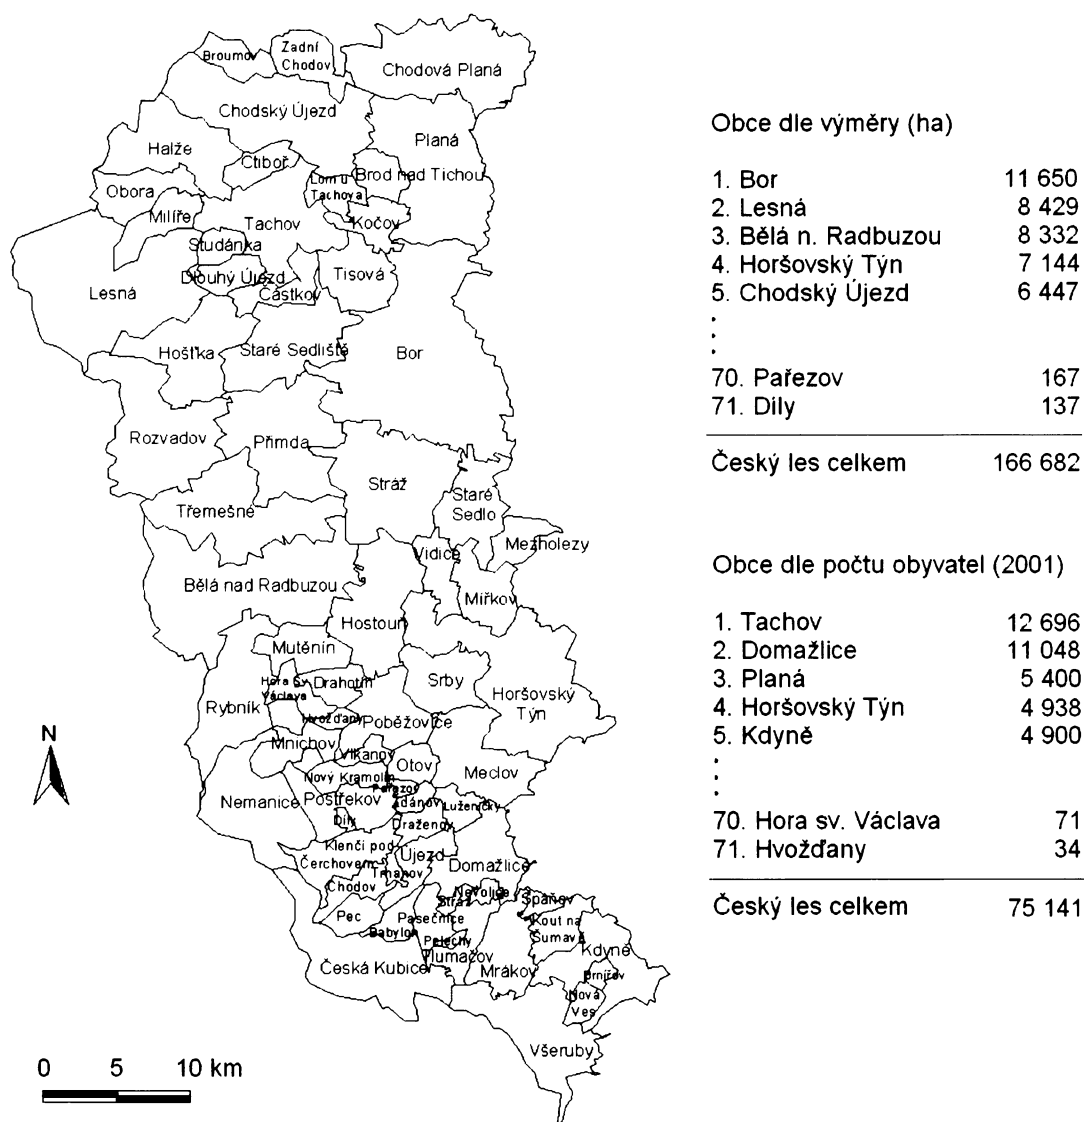 Broumov
Zadní
Chodov
Chodová Planá
Chodský Újezd
Planá
Halže
Ctiboř
Brod nad Tichou
Lom u
Tachova
Obora
Milíře
Tachov
Kočov
Studánka
Dlouhý Újezd
Tisová
Lesná
Částkov
Hošťka
Staré Sedliště
Bor
Rozvadov
Přimda
Stráž
Staré
Sedlo
Třemešné
Mezholezy
Vidice
Bělá nad Radbuzou
Mířkov
Hostouň
Mutěnín
Hora Sv.
Václava
Drahotín
Srby
Horšovský
Týn
Rybník
Hvožďany
Poběžovice
Mnichov
Vlkanov
Otov
Meclov
Nový Kramolín
Pařezov
Nemanice
Postřekov
Ždánov
Luženičky
Díly
Draženov
Klenčí pod
Čerchovem
Újezd
Domažlice
Trhanov
Chodov
Nevolice
Stráž
Spáňov
Pec
Pasečnice
Kout na
Šumavě
Babylon
Pelechy
Kdyně
Česká Kubice
Tlumačov
Mrákov
Brnířov
Nová
Ves
Všeruby
N
0 5 10 km
Obce dle výměry (ha)
1. Bor 11 650
2. Lesná 8 429
3. Bělá n. Radbuzou 8 332
4. Horšovský Týn 7 144
5. Chodský Újezd 6 447
70. Pařezov 167
71. Díly 137
Český les celkem 166 682
Obce dle počtu obyvatel (2001)
1. Tachov 12 696
2. Domažlice 11 048
3. Planá 5 400
4. Horšovský Týn 4 938
5. Kdyně 4 900
70. Hora sv. Václava 71
71. Hvožďany 34
Český les celkem 75 141